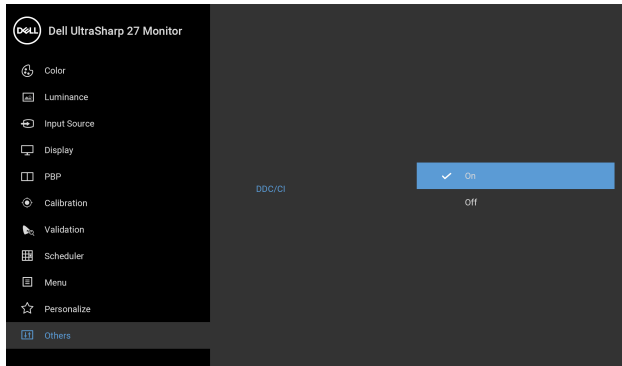 DELL
Dell UltraSharp 27 Monitor
Color
Luminance
Input Source
Display
PBP
Calibration
Validation
Scheduler
Menu
Personalize
Others
DDC/CI
On
Off